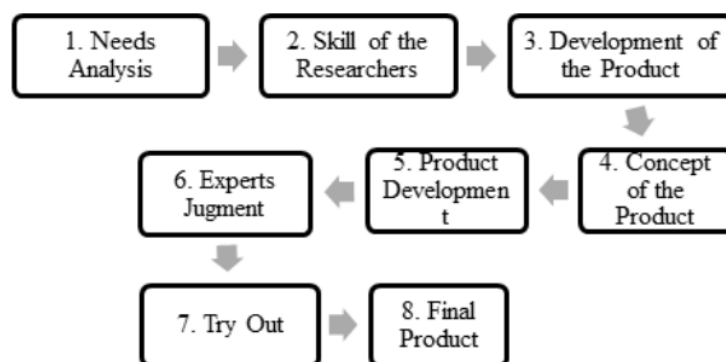 1. Needs
Analysis
2. Skill of the
Researchers
3. Development of
the Product
4. Concept
of the
Product
5. Product
Developmen
t
6. Experts
Jugment
7. Try Out
8. Final
Product